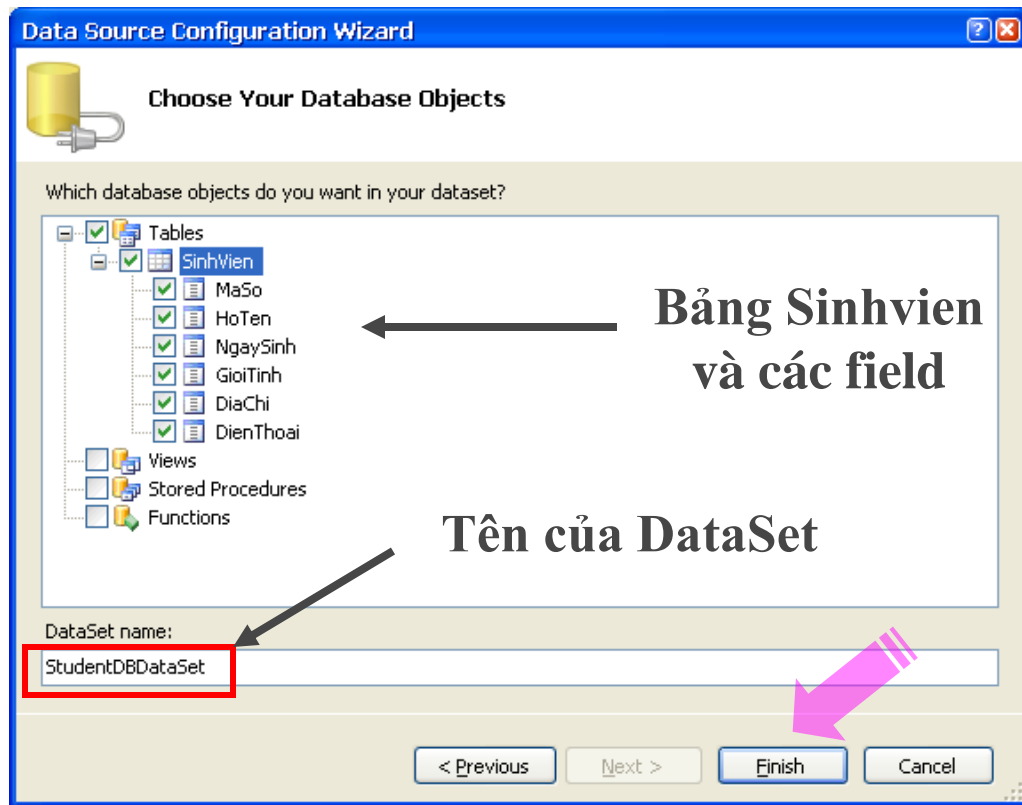 Data Source Configuration Wizard
Choose Your Database Objects
Which database objects do you want in your dataset?
Tables
SinhVien
MaSo
HoTen
NgaySinh
GioiTinh
DiaChi
DienThoai
Views
Stored Procedures
Functions
Bảng Sinhvien
và các field
Tên của DataSet
DataSet name:
StudentDBDataSet
< Previous
Next >
Finish
Cancel